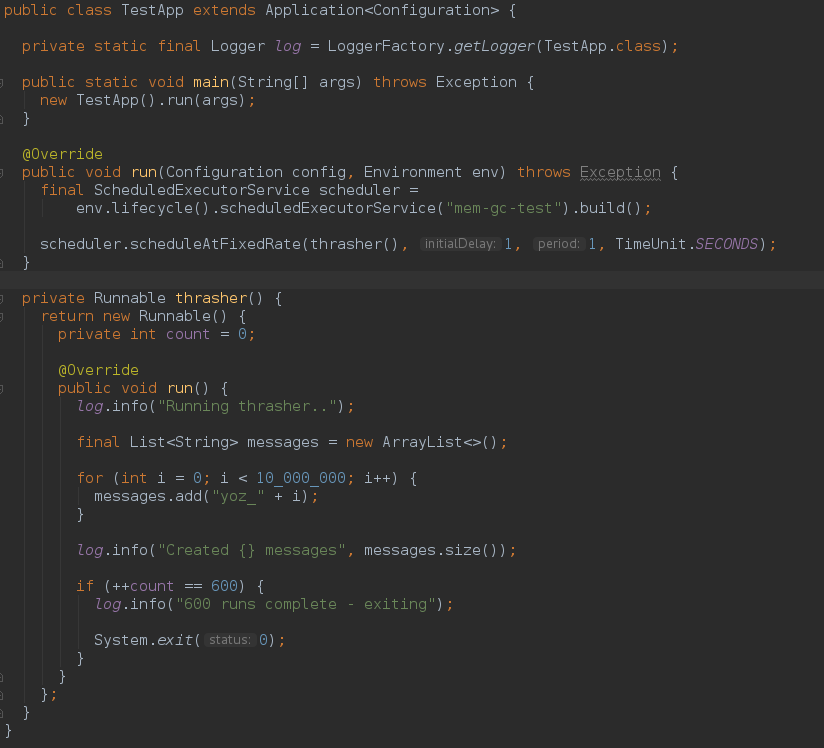 public class TestApp extends Application<Configuration> {
private static final Logger log = LoggerFactory.getLogger(TestApp.class);
public static void main(String[] args) throws Exception {
new TestApp().run(args);
}
@Override
public void run(Configuration config, Environment env) throws Exception {
final ScheduledExecutorService scheduler =
env.lifecycle().scheduledExecutorService("mem-gc-test").build();
scheduler.scheduleAtFixedRate(thrasher(), initialDelay: 1, period: 1, TimeUnit.SECONDS);
}
private Runnable thrasher() {
return new Runnable() {
private int count = 0;
@Override
public void run() {
log.info("Running thrasher..");
final List<String> messages = new ArrayList<>();
for (int i = 0; i < 10_000_000; i++) {
messages.add("yoz_" + i);
}
log.info("Created {} messages", messages.size());
if (++count == 600) {
log.info("600 runs complete - exiting");
System.exit( status: 0);
}
}
};
}
}